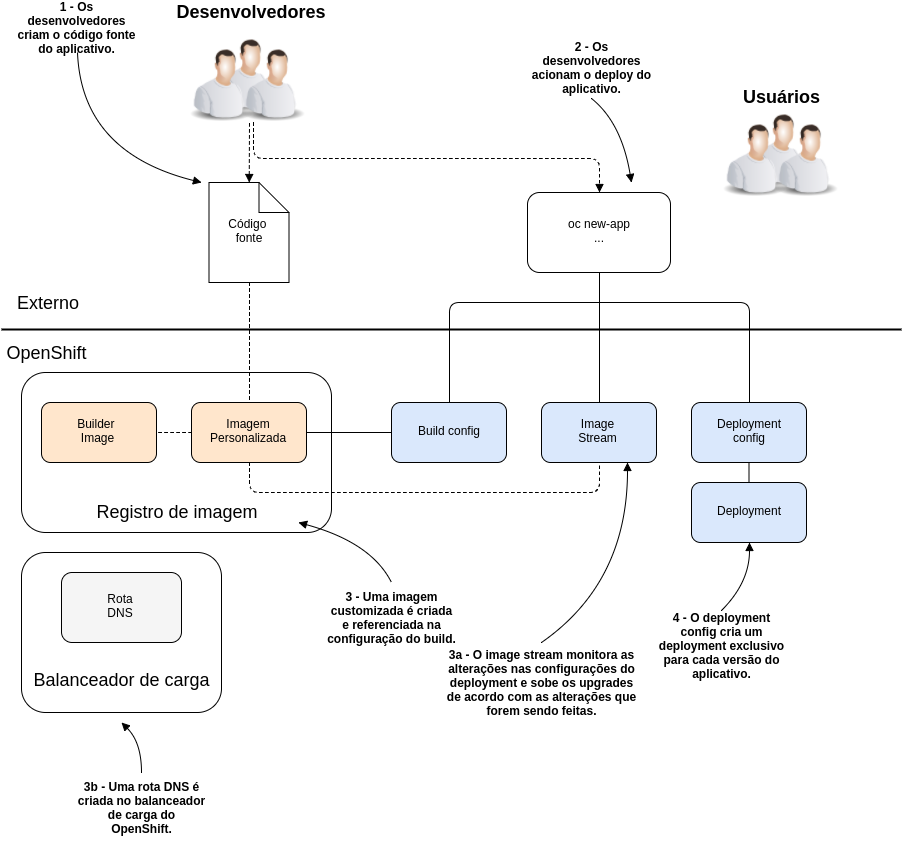 1 - Os
desenvolvedores
criam o código fonte
do aplicativo.
Desenvolvedores
2 - Os
desenvolvedores
acionam o deploy do
aplicativo.
Usuários
Código
fonte
oc new-app
...
Externo
OpenShift
Builder
Image
Imagem
Personalizada
Build config
Image
Stream
Deployment
config
Registro de imagem
Deployment
Rota
DNS
Balanceador de carga
3 - Uma imagem
customizada é criada
e referenciada na
configuração do build.
3a - O image stream monitora as
alterações nas configurações do
deployment e sobe os upgrades
de acordo com as alterações que
forem sendo feitas.
4 - O deployment
config cria um
deployment exclusivo
para cada versão do
aplicativo.
3b - Uma rota DNS é
criada no balanceador
de carga do
OpenShift.